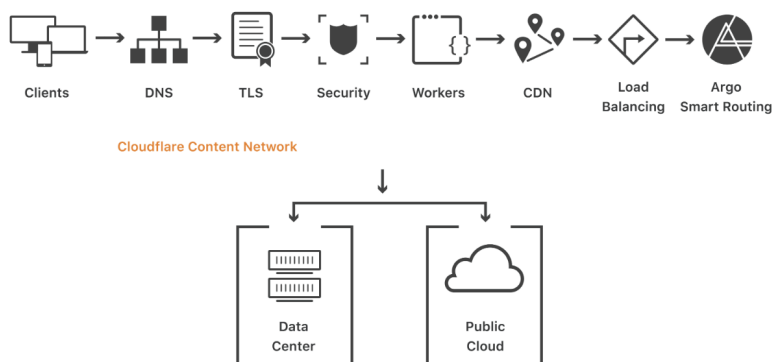 Clients
DNS
TLS
Security
Workers
{}
CDN
Load
Balancing
Argo
Smart Routing
Cloudflare Content Network
Data
Center
Public
Cloud